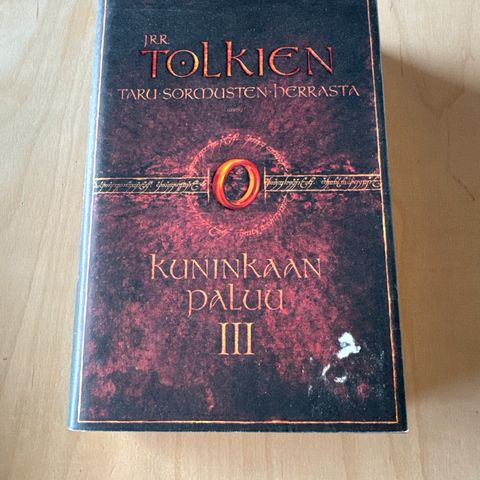 J.R.R.
TOLKIEN
TARU·SORMUSTEN·HERRASTA
KUNINKAAN
PALUU
III